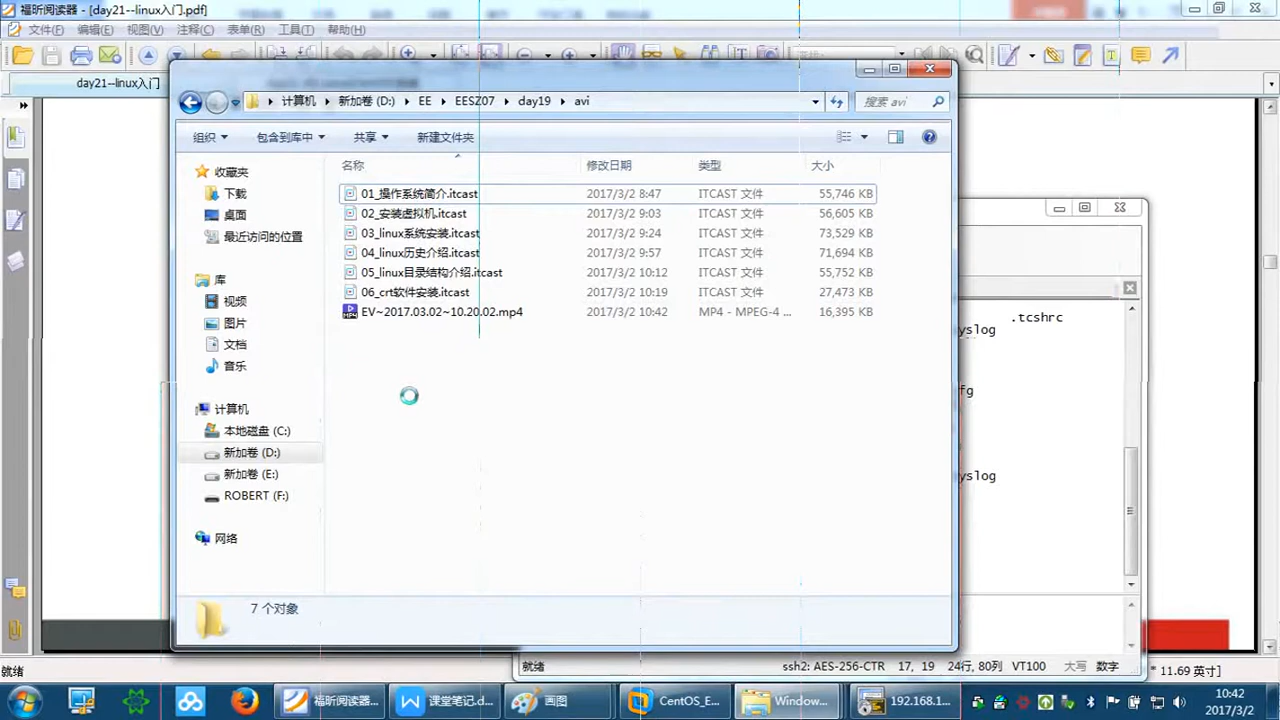 福昕阅读器 - [day21--linux入门.pdf]
文件(F) 编辑(E) 视图(V) 注释(C) 表单(R) 工具(T) 帮助(H)
day21--linux入门
计算机 新加卷 (D:) EE EESZ07 day19 avi
搜索 avi
组织 包含到库中 共享 新建文件夹
名称 修改日期 类型 大小
收藏夹
下载
桌面
最近访问的位置
库
视频
图片
文档
音乐
计算机
本地磁盘 (C:)
新加卷 (D:)
新加卷 (E:)
ROBERT (F:)
网络
01_操作系统简介.itcast 2017/3/2 8:47 ITCAST 文件 55,746 KB
02_安装虚拟机.itcast 2017/3/2 9:03 ITCAST 文件 56,605 KB
03_linux系统安装.itcast 2017/3/2 9:24 ITCAST 文件 73,529 KB
04_linux历史介绍.itcast 2017/3/2 9:57 ITCAST 文件 71,694 KB
05_linux目录结构介绍.itcast 2017/3/2 10:12 ITCAST 文件 55,752 KB
06_crt软件安装.itcast 2017/3/2 10:19 ITCAST 文件 27,473 KB
EV~2017.03.02~10.20.02.mp4 2017/3/2 10:42 MP4 - MPEG-4 ... 16,395 KB
.tcshrc
yslog
fg
yslog
7 个对象
就绪 ssh2: AES-256-CTR 17, 19 24行, 80列 VT100 大写 数字
就绪
* 11.69 英寸]
福昕阅读器... 课堂笔记.d... 画图 CentOS_E... Window... 192.168.1...
10:42
2017/3/2